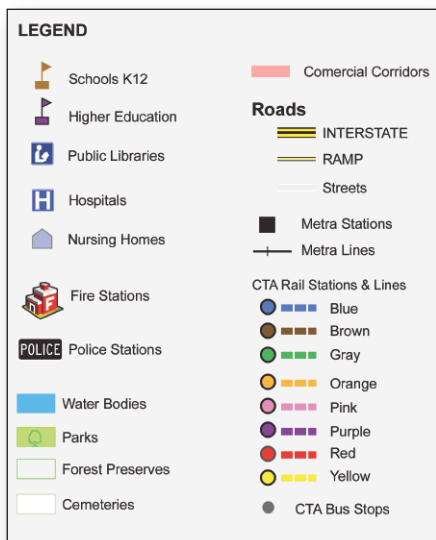 LEGEND
Schools K12
Higher Education
Public Libraries
H Hospitals
Nursing Homes
F Fire Stations
POLICE Police Stations
Water Bodies
Parks
Forest Preserves
Cemeteries
Comercial Corridors
Roads
INTERSTATE
RAMP
Streets
Metra Stations
Metra Lines
CTA Rail Stations & Lines
Blue
Brown
Gray
Orange
Pink
Purple
Red
Yellow
CTA Bus Stops